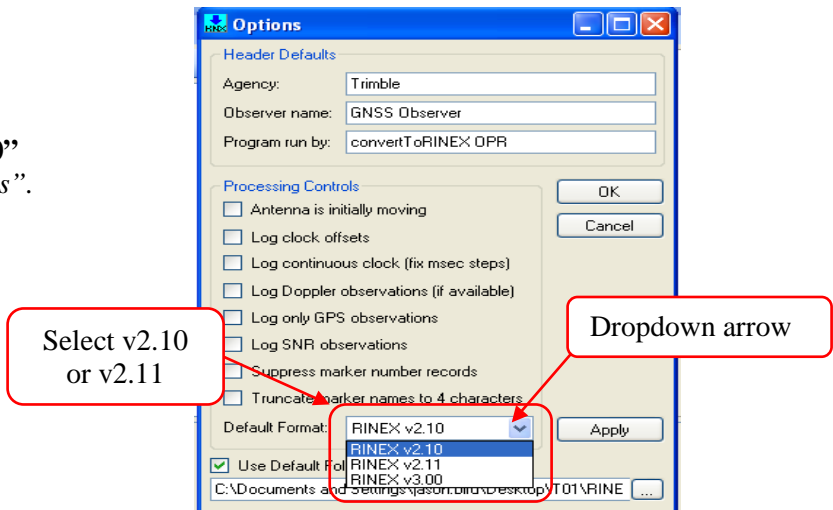 Options
Header Defaults
Agency: Trimble
Observer name: GNSS Observer
Program run by: convertToRINEX OPR
”
s”.
Processing Controls
OK
Antenna is initially moving
Cancel
Log clock offsets
Log continuous clock (fix msec steps)
Log Doppler observations (if available)
Log only GPS observations
Log SNR observations
Suppress marker number records
Truncate marker names to 4 characters
Select v2.10
or v2.11
Dropdown arrow
Default Format: RINEX v2.10
Apply
RINEX v2.10
RINEX v2.11
RINEX v3.00
Use Default Fol
C:\Documents and Settings\jason.bird\Desktop\T01\RINE ...